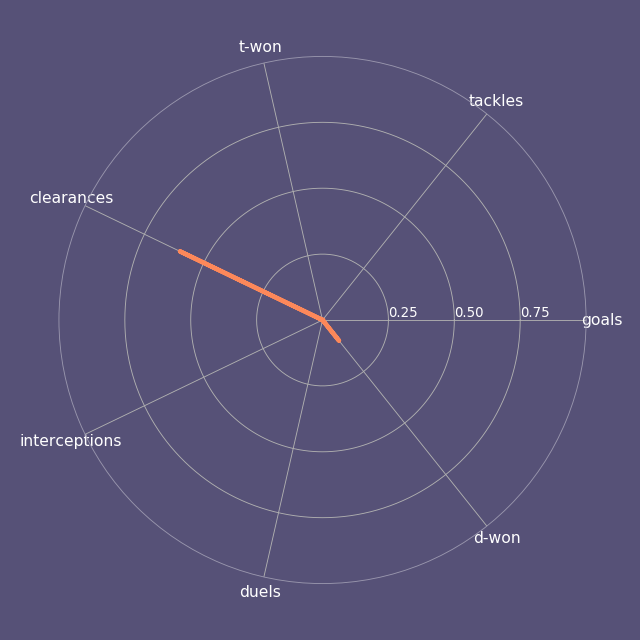 t-won
tackles
clearances
0.25 0.50 0.75
goals
interceptions
d-won
duels